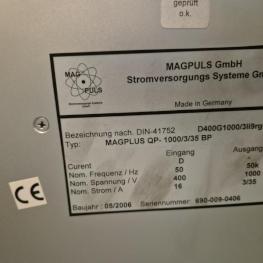 geprüft
o.k.
MAG PULS
MAGPULS GmbH
Stromversorgungs Systeme
Made in Germany
Bezeichnung nach. DIN-41752 D400G1000/3
Typ: MAGPLUS QP- 1000/3/35 BP
Eingang Ausgang
Curent D 50k
Nom. Frequenz / Hz 50 1000
Nom. Spannung / V 400 3/35
Nom. Strom / A 16
Baujahr : 05/2006 Seriennummer: 690-009-0406
CE